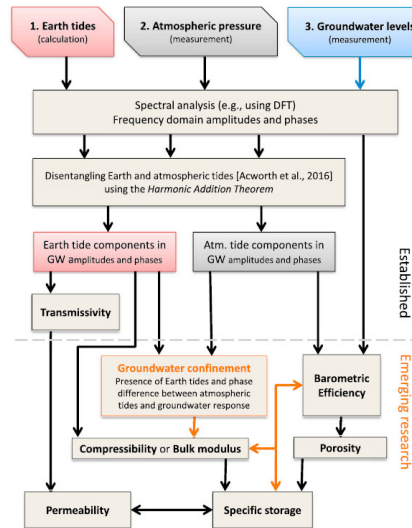 1. Earth tides
(calculation)
2. Atmospheric pressure
(measurement)
3. Groundwater levels
(measurement)
Spectral analysis (e.g., using DFT)
Frequency domain amplitudes and phases
Disentangling Earth and atmospheric tides [Acworth et al., 2016]
using the Harmonic Addition Theorem
Earth tide components in
GW amplitudes and phases
Atm. tide components in
GW amplitudes and phases
Established
Transmissivity
Emerging research
Groundwater confinement
Presence of Earth tides and phase
difference between atmospheric
tides and groundwater response
Barometric
Efficiency
Compressibility or Bulk modulus
Porosity
Permeability
Specific storage